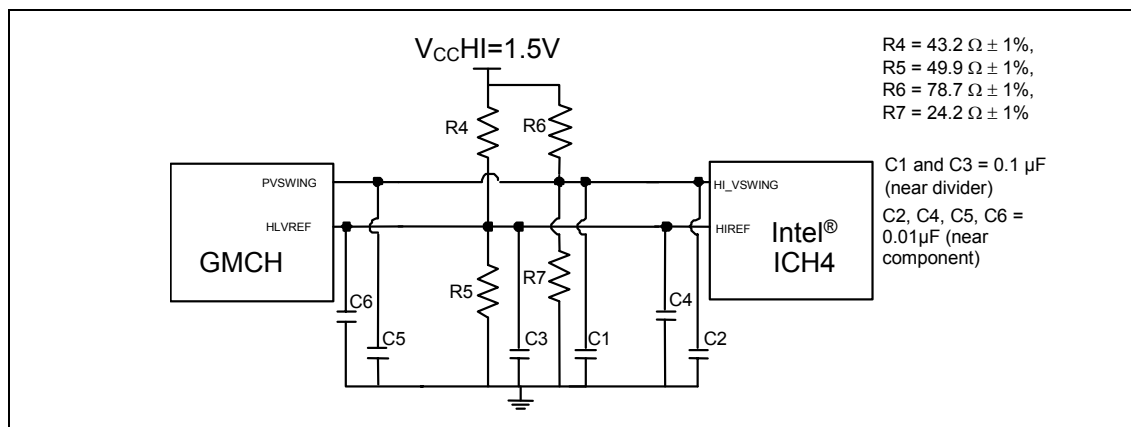 V_CCHI=1.5V
R4 = 43.2 Ω ± 1%,
R5 = 49.9 Ω ± 1%,
R6 = 78.7 Ω ± 1%,
R7 = 24.2 Ω ± 1%
R4
R6
PVSWING
HI_VSWING
C1 and C3 = 0.1 µF
(near divider)
HLVREF
HIREF
C2, C4, C5, C6 =
0.01µF (near
component)
GMCH
Intel®
ICH4
R5
R7
C6
C5
C3
C1
C4
C2